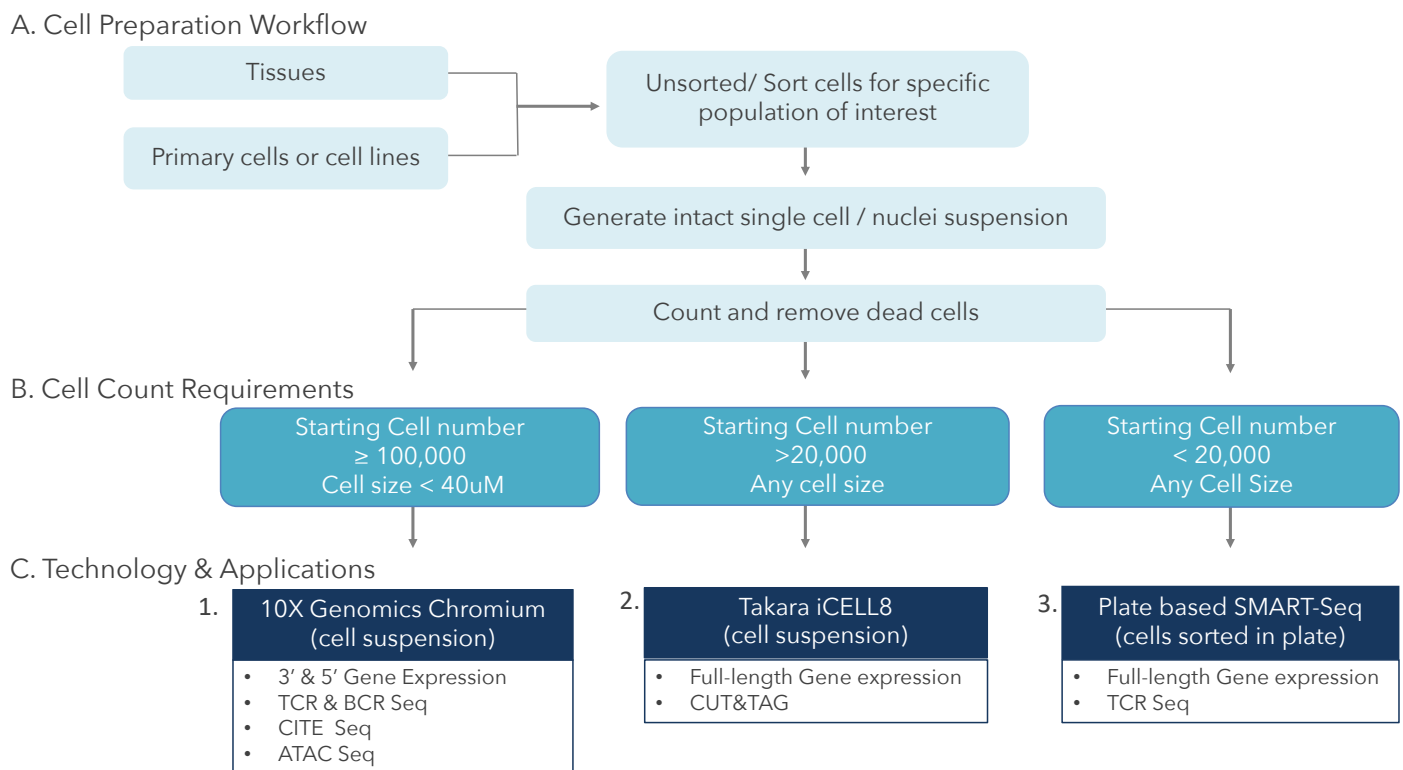 A. Cell Preparation Workflow
Tissues
Primary cells or cell lines
Unsorted/ Sort cells for specific
population of interest
Generate intact single cell / nuclei suspension
Count and remove dead cells
B. Cell Count Requirements
Starting Cell number
≥ 100,000
Cell size < 40uM
Starting Cell number
>20,000
Any cell size
Starting Cell number
< 20,000
Any Cell Size
C. Technology & Applications
1.
10X Genomics Chromium
(cell suspension)
• 3’ & 5’ Gene Expression
• TCR & BCR Seq
• CITE Seq
• ATAC Seq
2.
Takara iCELL8
(cell suspension)
• Full-length Gene expression
• CUT&TAG
3.
Plate based SMART-Seq
(cells sorted in plate)
• Full-length Gene expression
• TCR Seq